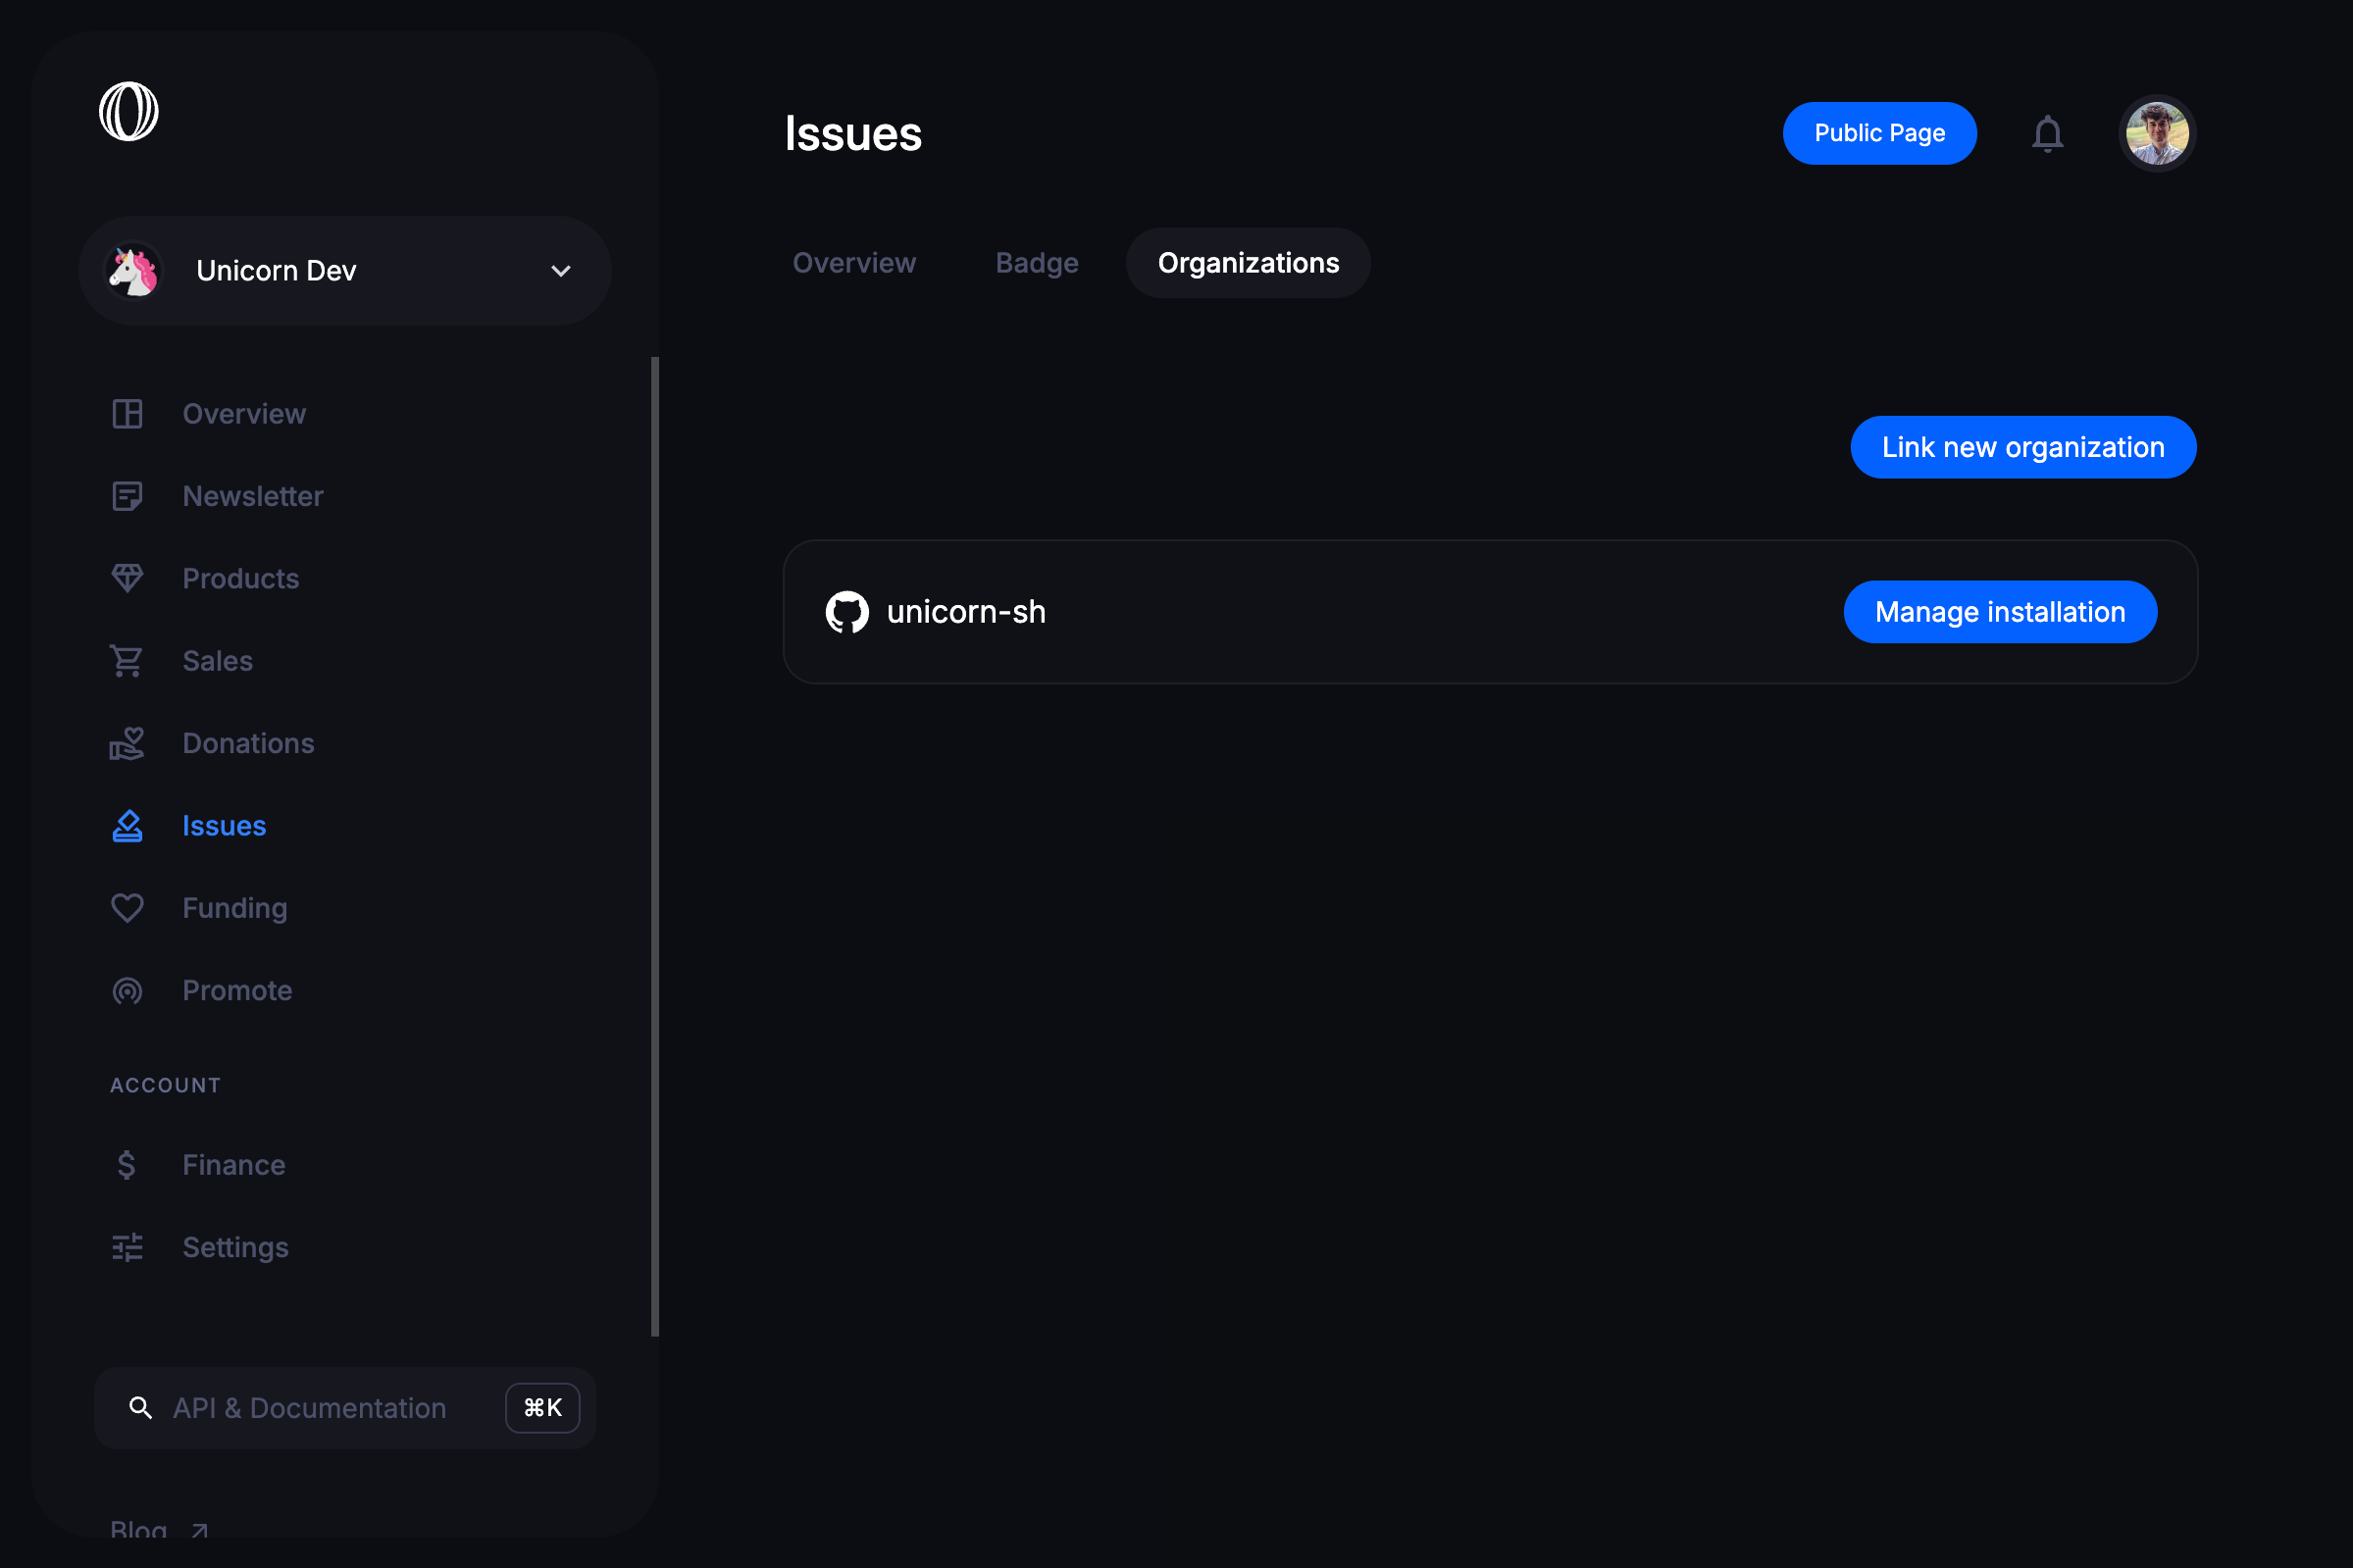 Unicorn Dev
Overview
Newsletter
Products
Sales
Donations
Issues
Funding
Promote
ACCOUNT
Finance
Settings
API & Documentation ⌘K
Blog
Issues
Public Page
Overview Badge Organizations
Link new organization
unicorn-sh Manage installation